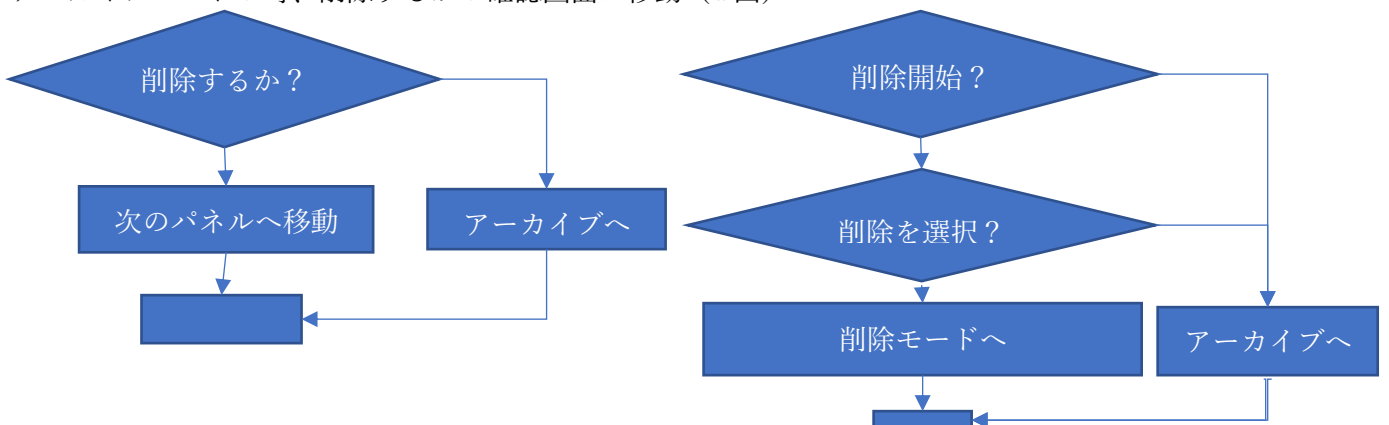 削除するか？
次のパネルへ移動
アーカイブへ
削除開始？
削除を選択？
削除モードへ
アーカイブへ